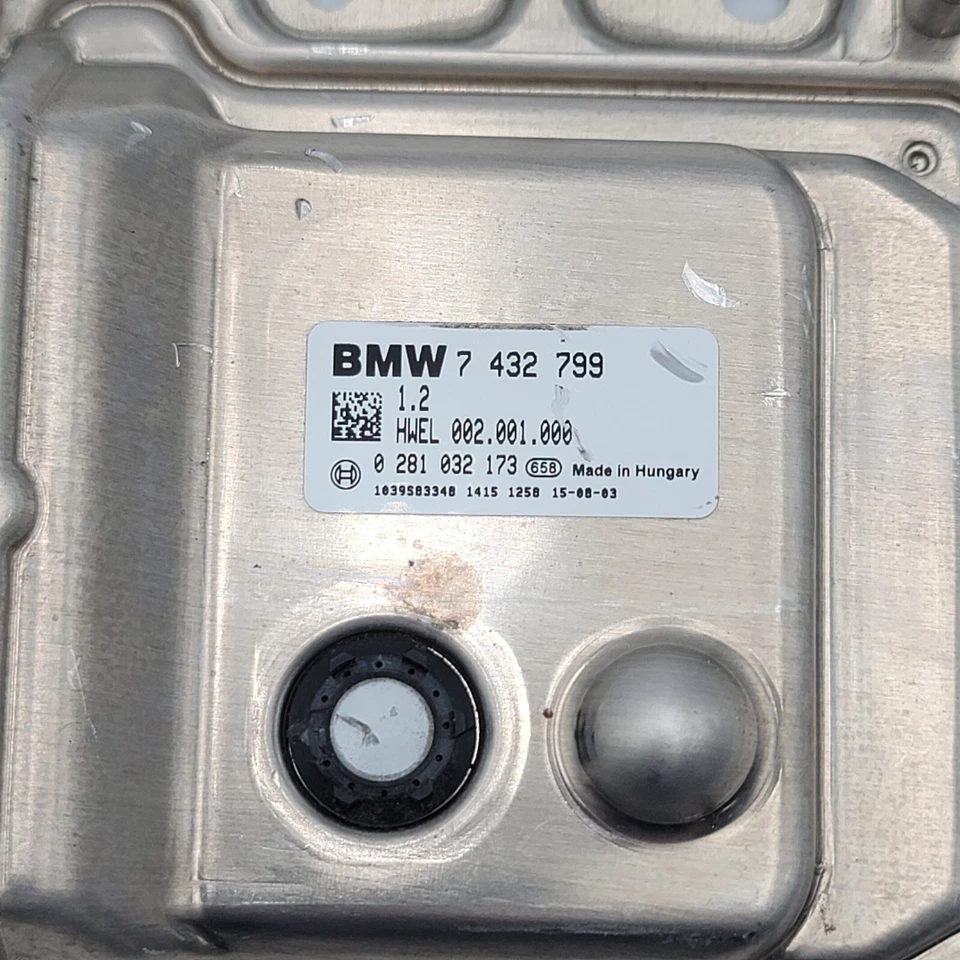 BMW 7 432 799
1.2
HWEL 002.001.000
0 281 032 173 658 Made in Hungary
1039S83348 1415 1258 15-08-03